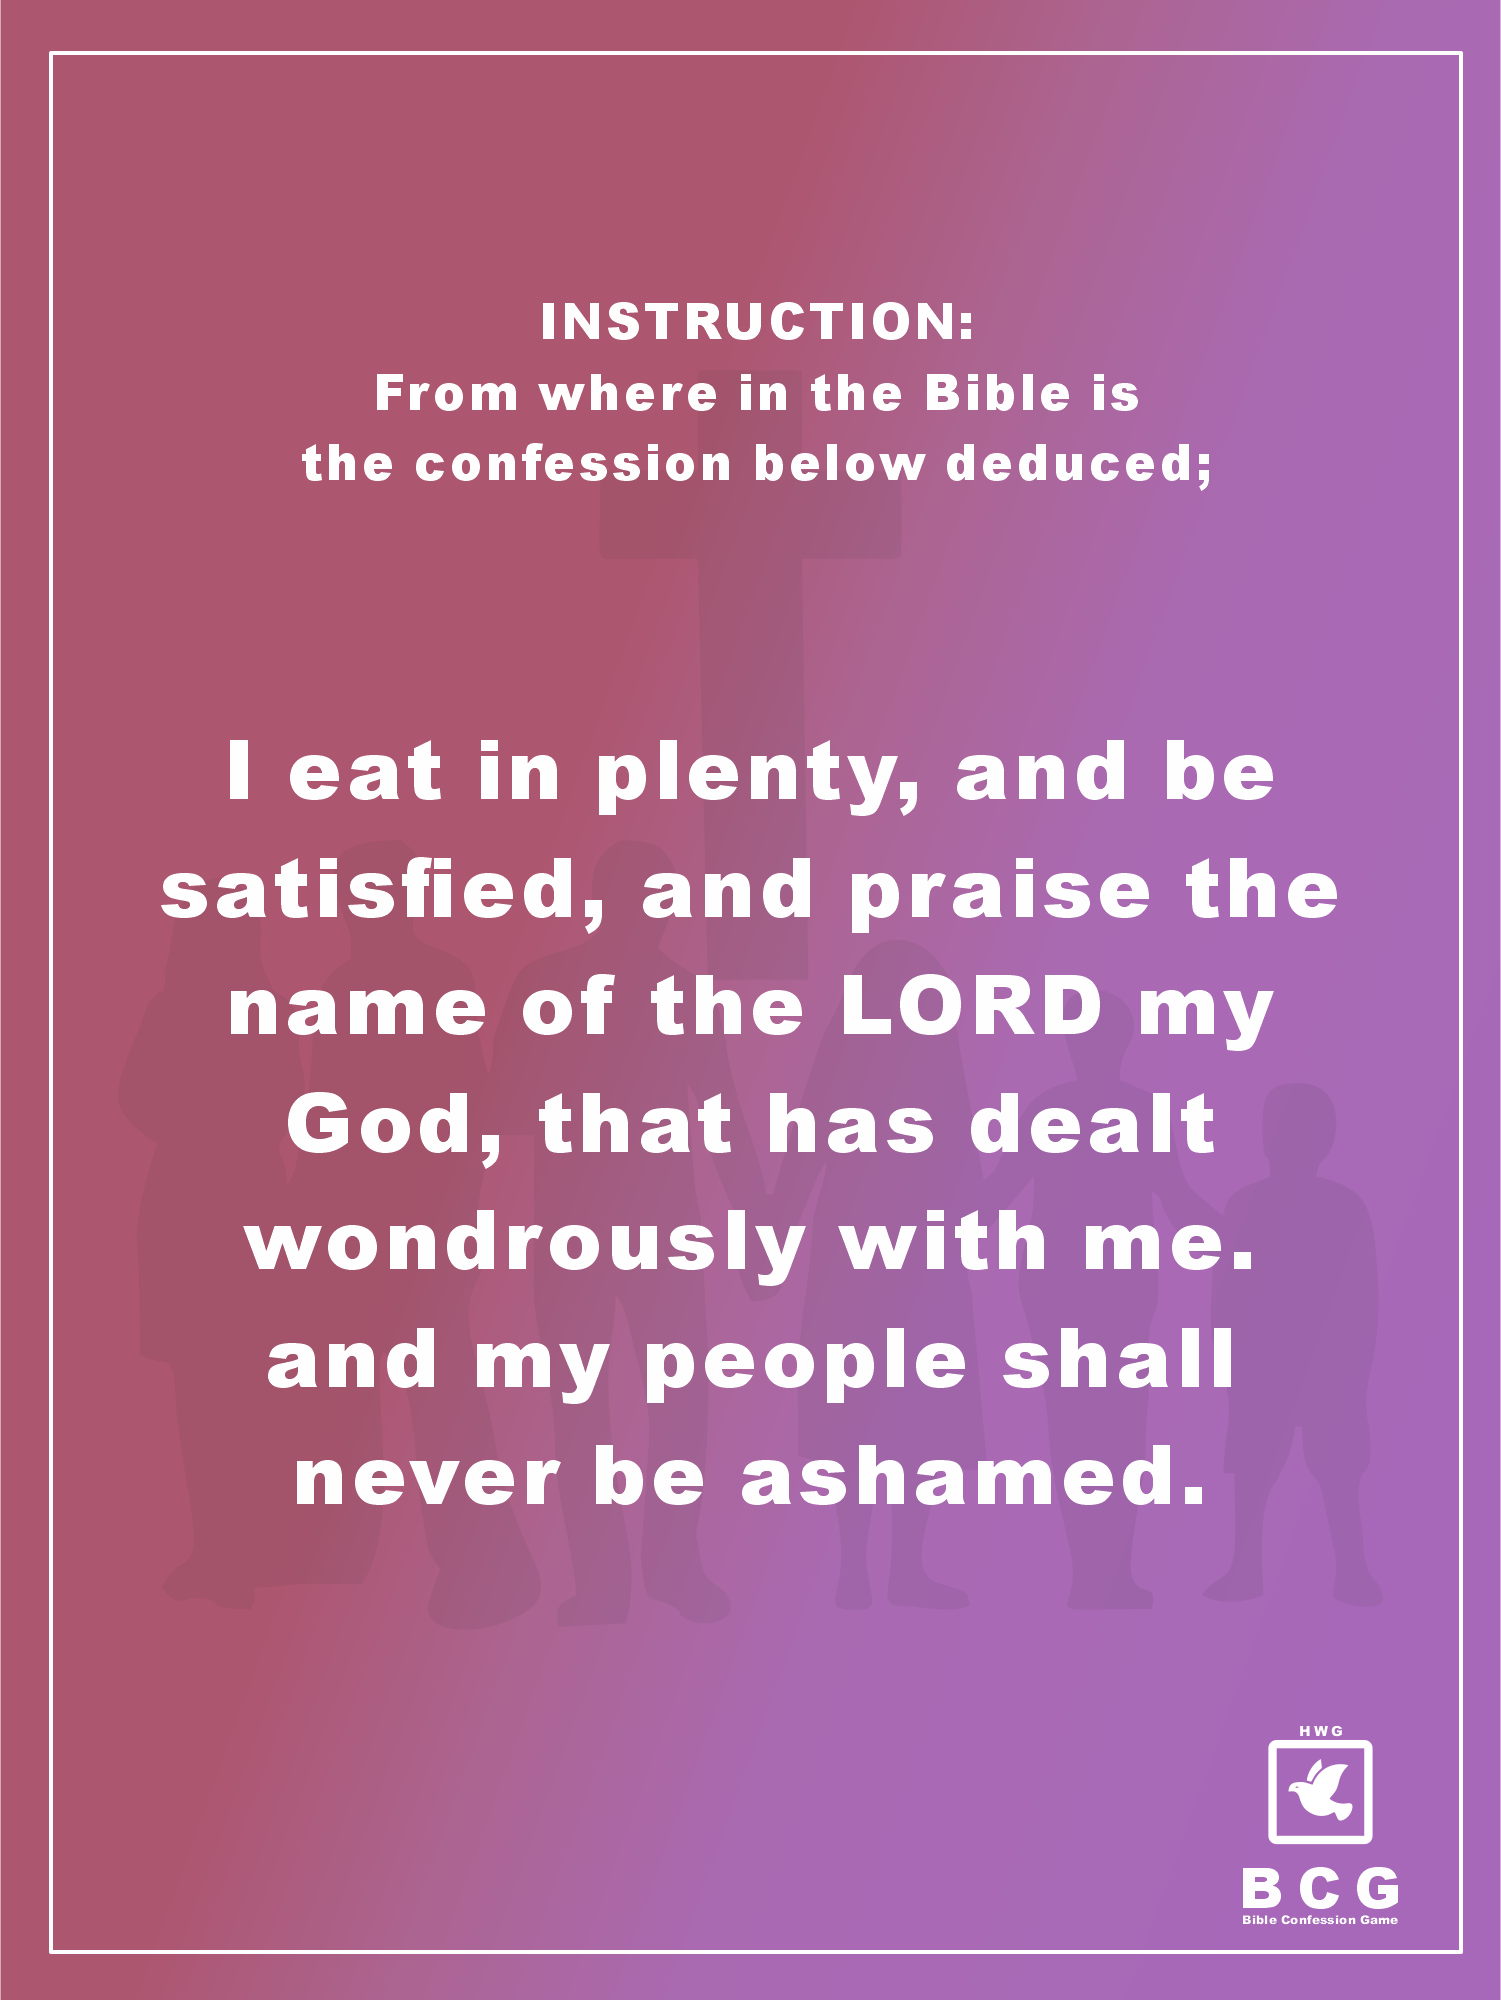 INSTRUCTION:
From where in the Bible is
the confession below deduced;
I eat in plenty, and be
satisfied, and praise the
name of the LORD my
God, that has dealt
wondrously with me.
and my people shall
never be ashamed.
HWG
BCG
Bible Confession Game